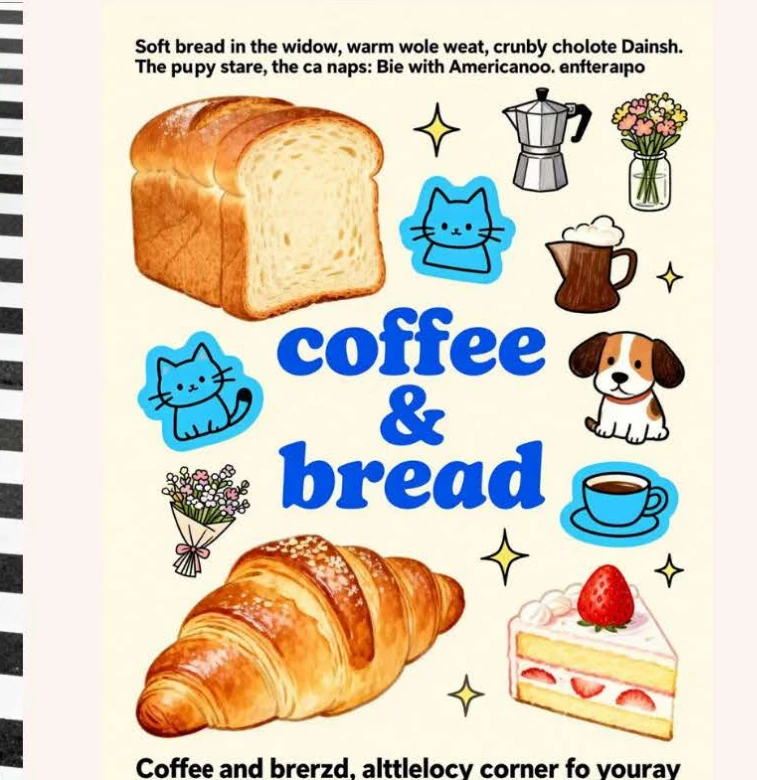 Soft bread in the widow, warm wole weat, crunby cholote Dainsh.
The pupy stare, the ca naps: Bie with Americanoo. enfteraıpo
coffee
&
bread
Coffee and brerzd, alttlelocy corner fo youray